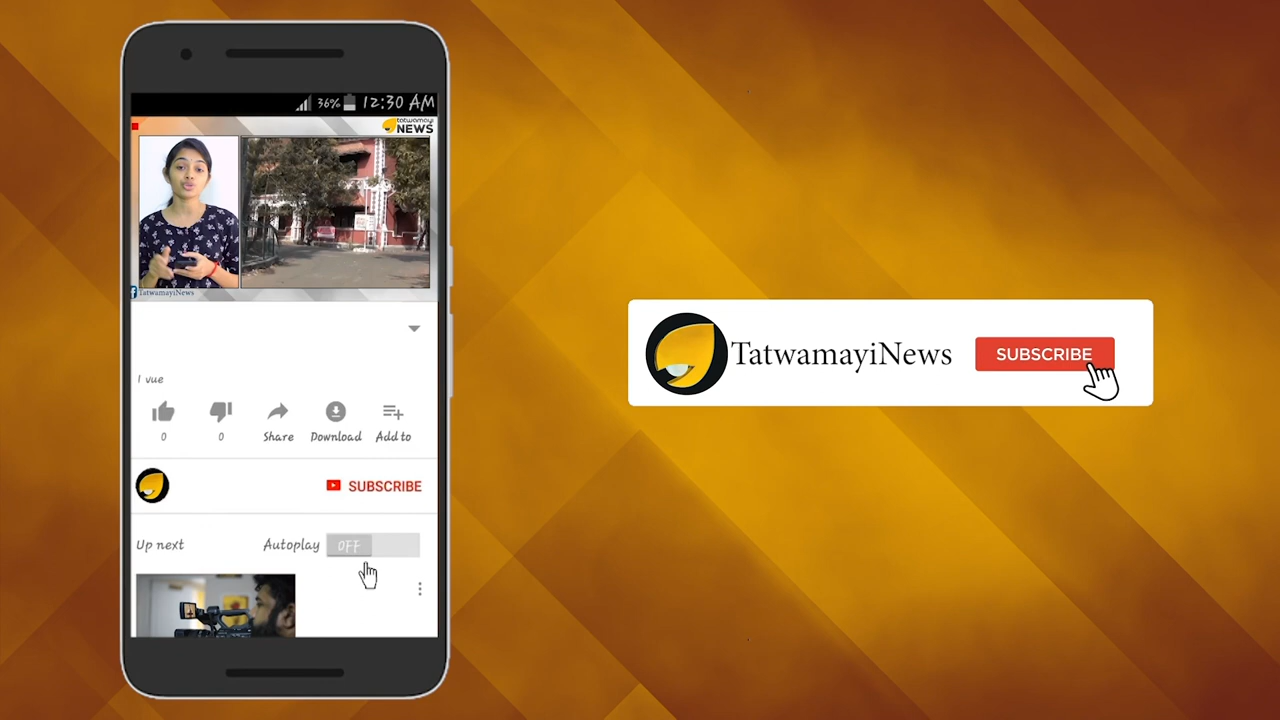 36% 12:30 AM
tatwamayi
NEWS
TatwamayiNews
1 vue
0 0 Share Download Add to
SUBSCRIBE
Up next Autoplay OFF
TatwamayiNews SUBSCRIBE